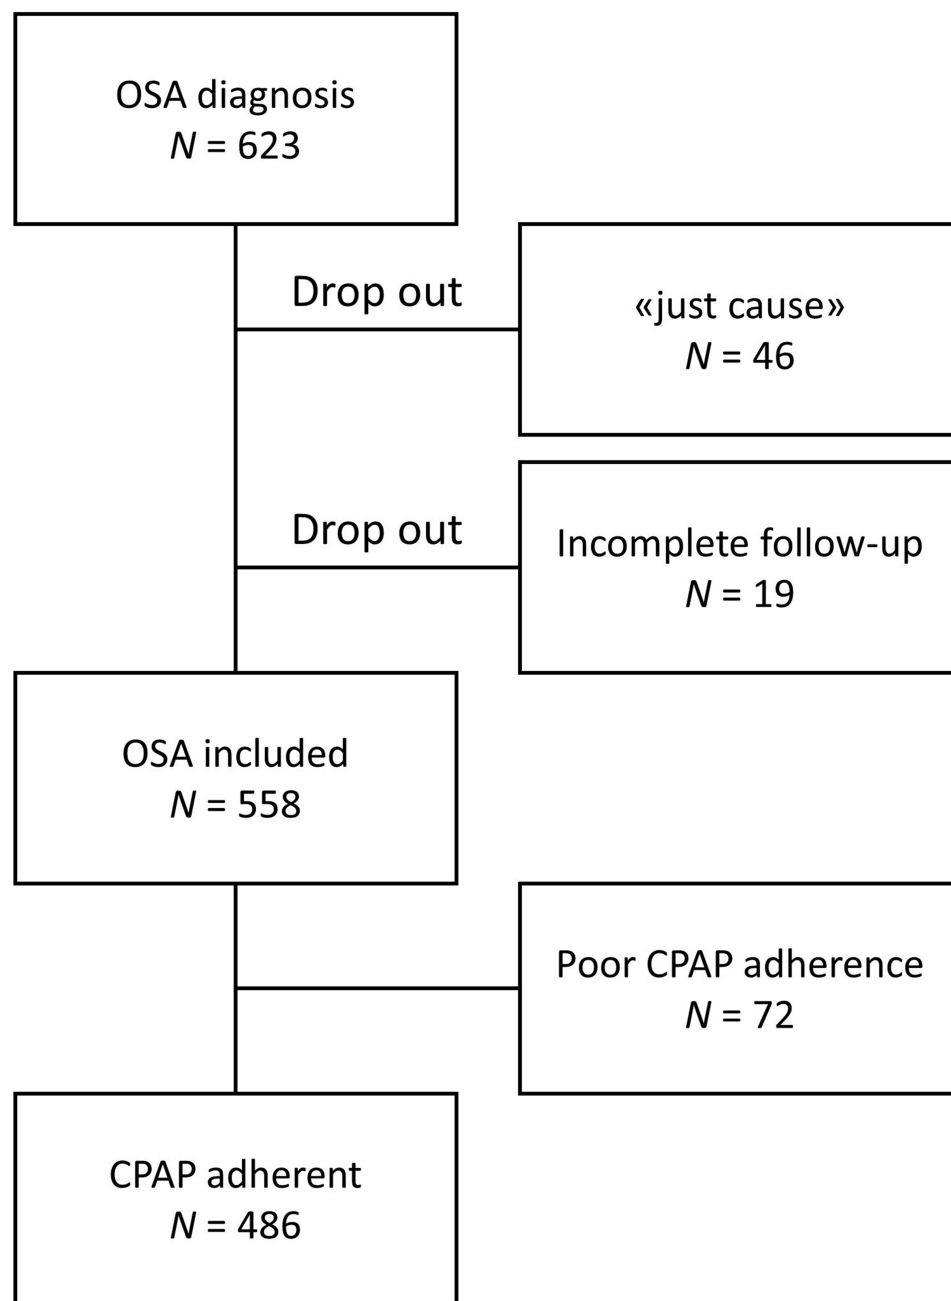 OSA diagnosis
N = 623
Drop out
«just cause»
N = 46
Drop out
Incomplete follow-up
N = 19
OSA included
N = 558
Poor CPAP adherence
N = 72
CPAP adherent
N = 486